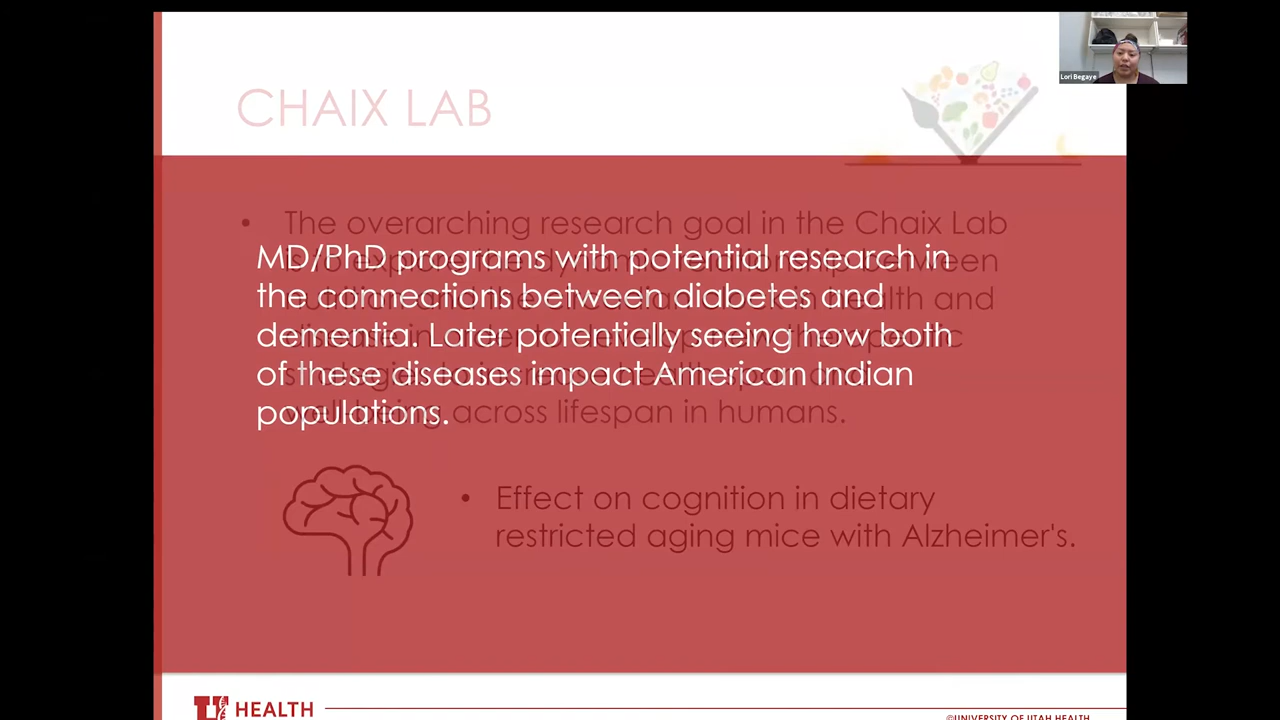 Lori Begaye
CHAIX LAB
• The overarching research goal in the Chaix Lab
MD/PhD programs with potential research in
the connections between diabetes and
dementia. Later potentially seeing how both
of these diseases impact American Indian
populations.
across lifespan in humans.
• Effect on cognition in dietary
restricted aging mice with Alzheimer's.
U HEALTH
©UNIVERSITY OF UTAH HEALTH